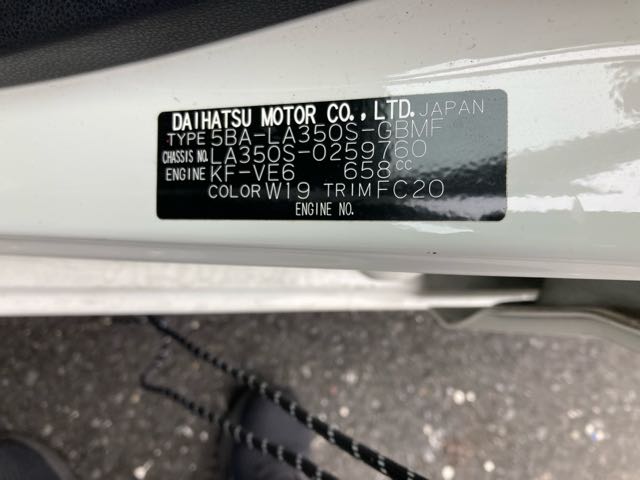 DAIHATSU MOTOR CO., LTD. JAPAN
TYPE 5BA-LA350S-GBMF
CHASSIS NO. LA350S-0259760
ENGINE KF-VE6 658cc
COLOR W19 TRIM FC20
ENGINE NO.